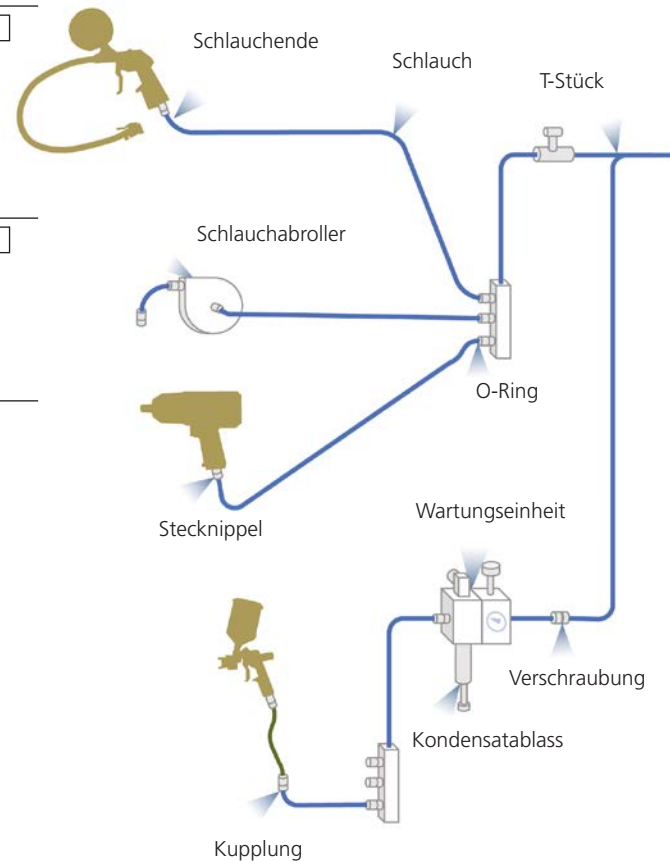 Schlauchende
Schlauch
T-Stück
Schlauchabroller
O-Ring
Stecknippel
Wartungseinheit
Verschraubung
Kondensatablass
Kupplung